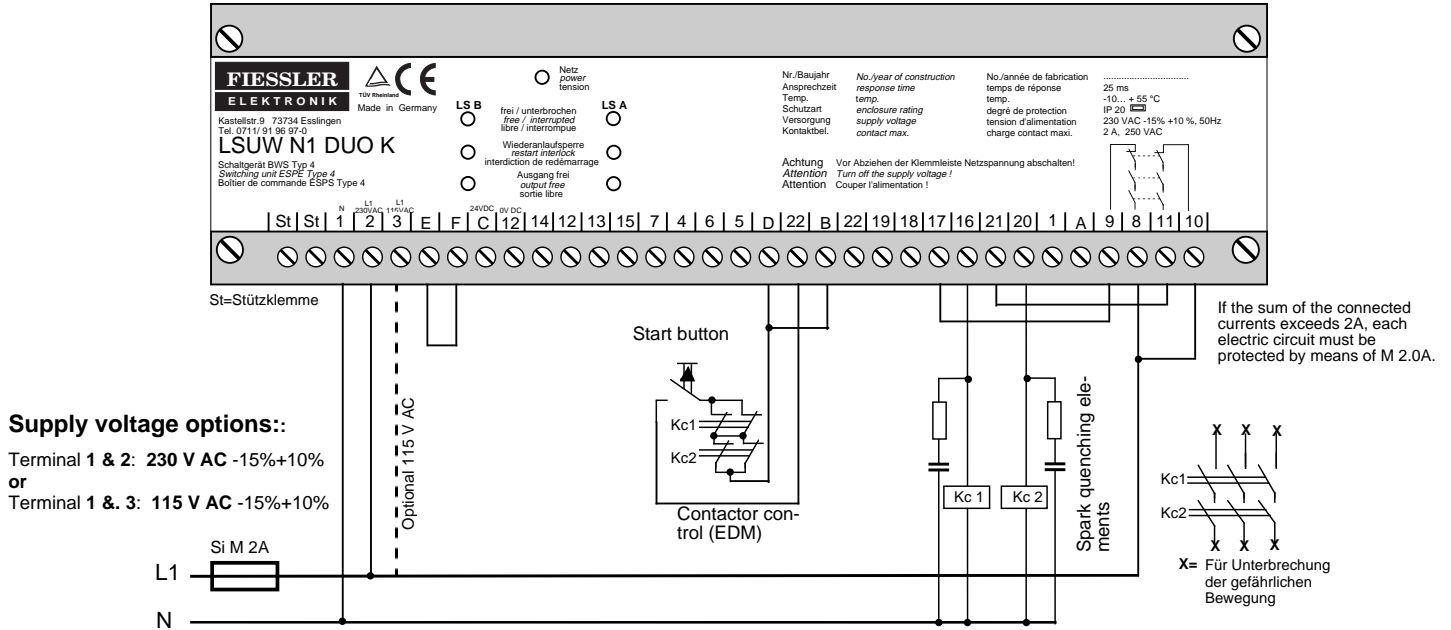 FIESSLER
ELEKTRONIK
TÜV Rheinland
CE
Made in Germany
Kastellstr.9 73734 Esslingen
Tel. 0711/ 91 96 97-0
LSUW N1 DUO K
Schaltgerät BWS Typ 4
Switching unit ESPE Type 4
Boîtier de commande ESPS Type 4
Netz
power
tension
LS B
LS A
frei / unterbrochen
free / interrupted
libre / interrompue
Wiederanlaufsperre
restart interlock
interdiction de redémarrage
Ausgang frei
output free
sortie libre
Nr./Baujahr No./year of construction No./année de fabrication ................................
Ansprechzeit response time temps de réponse 25 ms
Temp. temp. temp. -10... + 55 °C
Schutzart enclosure rating degré de protection IP 20
Versorgung supply voltage tension d'alimentation 230 VAC -15% +10 %, 50Hz
Kontaktbel. contact max. charge contact maxi. 2 A, 250 VAC
Achtung Vor Abziehen der Klemmleiste Netzspannung abschalten!
Attention Turn off the supply voltage !
Attention Couper l'alimentation !
N L1 230VAC L1 115VAC 24VDC 0V DC
St St 1 2 3 E F C 12 14 12 13 15 7 4 6 5 D 22 B 22 19 18 17 16 21 20 1 A 9 8 11 10
St=Stützklemme
If the sum of the connected
currents exceeds 2A, each
electric circuit must be
protected by means of M 2.0A.
Start button
Kc1
Kc2
Contactor con-
trol (EDM)
Optional 115 V AC
Kc 1
Kc 2
Spark quenching ele-
ments
Supply voltage options::
Terminal 1 & 2: 230 V AC -15%+10%
or
Terminal 1 &. 3: 115 V AC -15%+10%
Si M 2A
L1
N
X X X
Kc1
Kc2
X X X
X= Für Unterbrechung
der gefährlichen
Bewegung